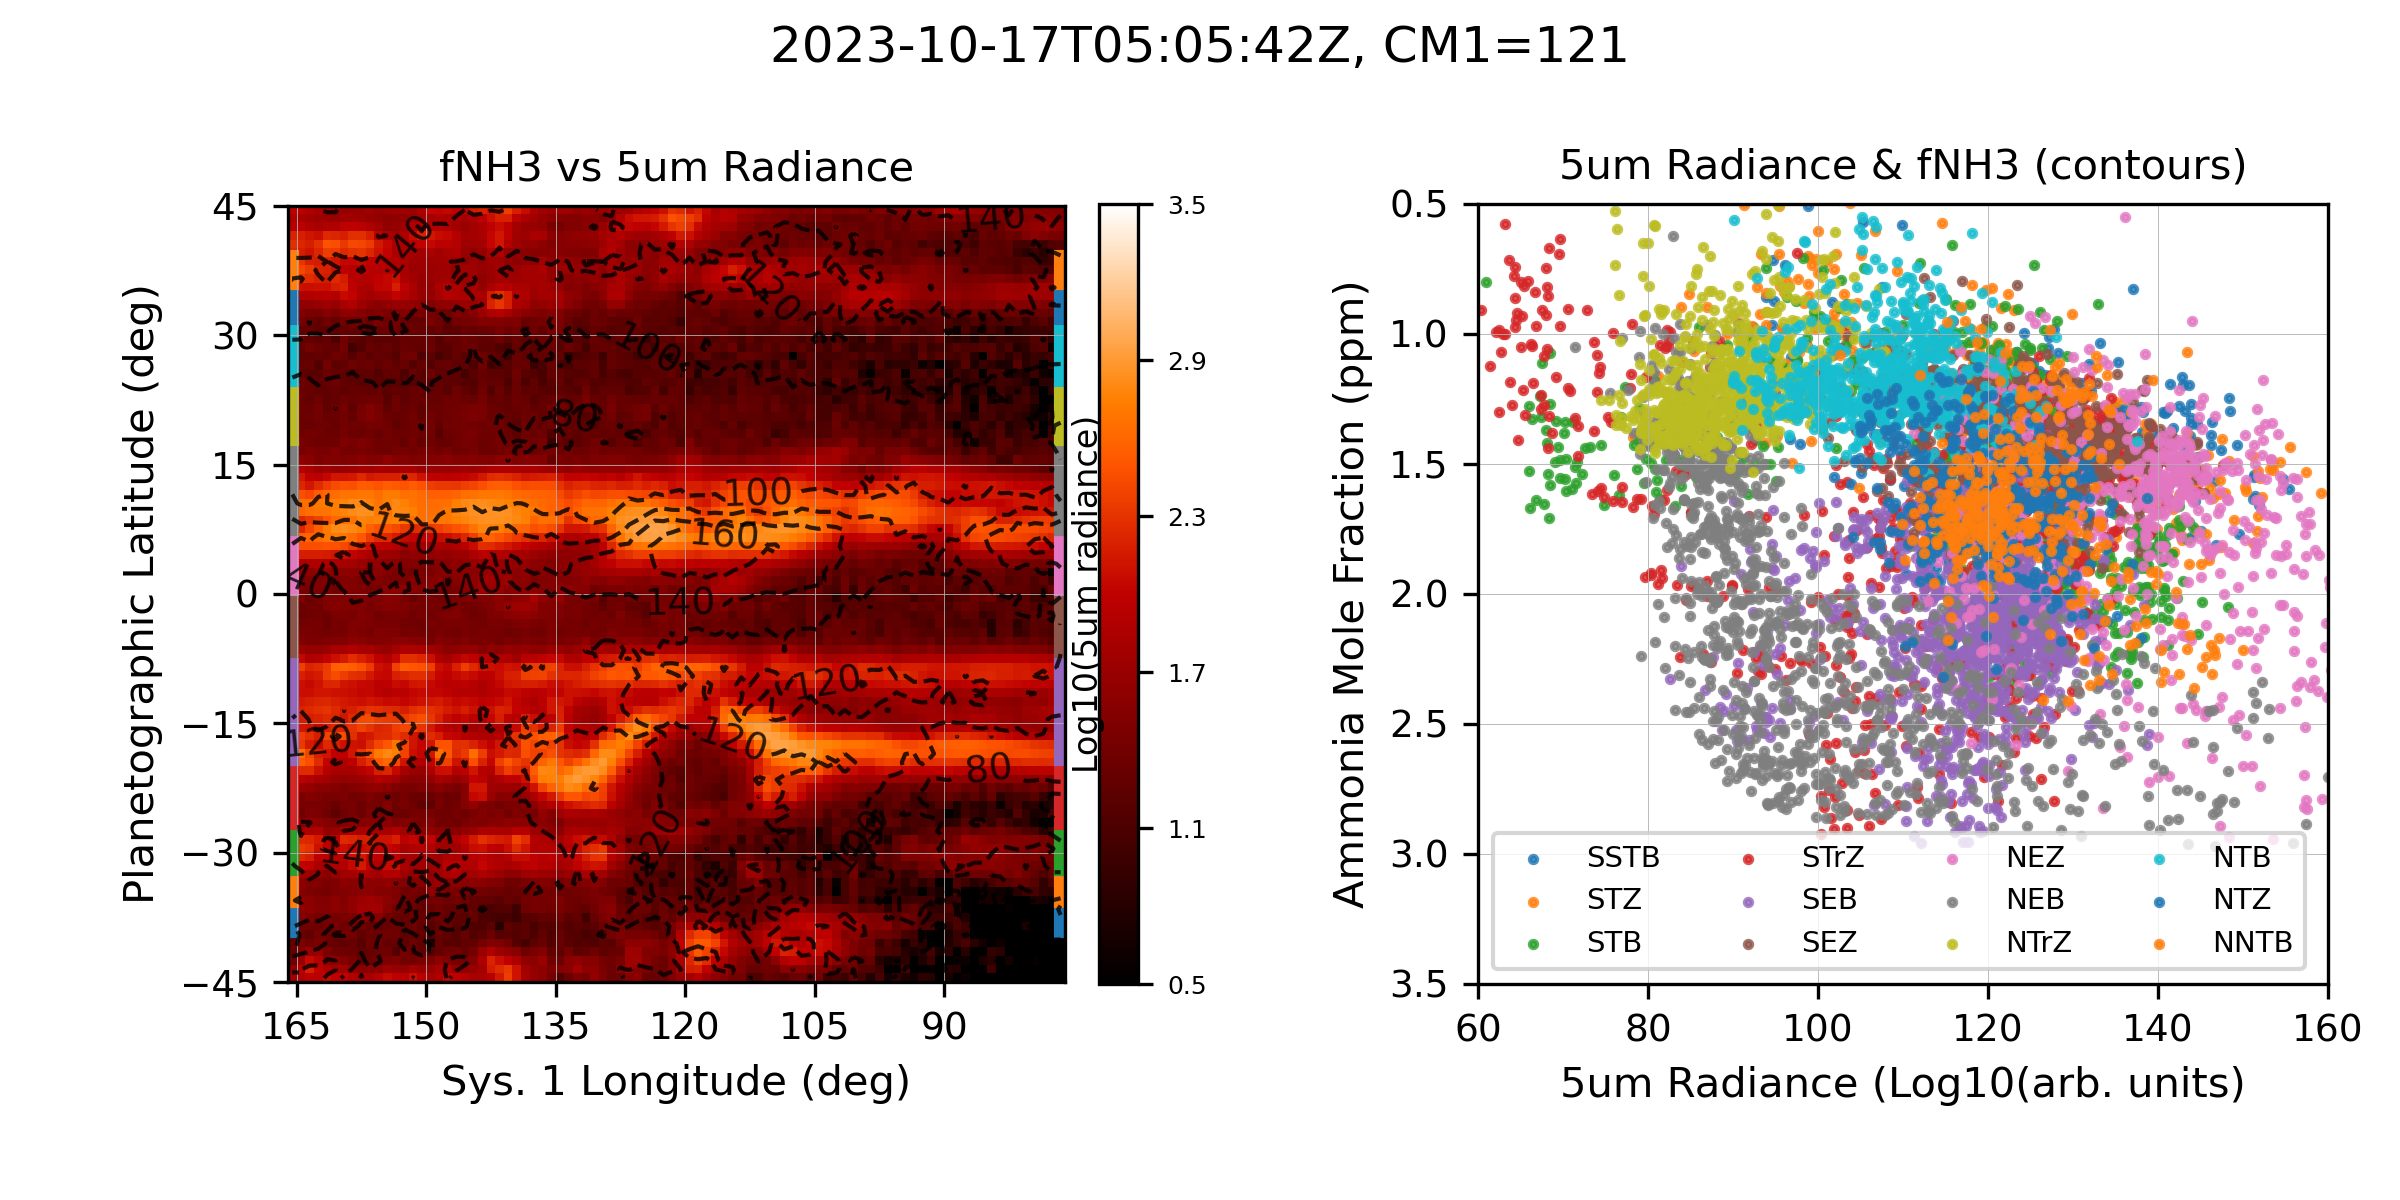 2023-10-17T05:05:42Z, CM1=121
fNH3 vs 5um Radiance
Planetographic Latitude (deg)
45
30
15
0
−15
−30
−45
165
150
135
120
105
90
Sys. 1 Longitude (deg)
140
140
120
100
80
100
120
160
40
140
140
120
120
120
80
140
120
100
Log10(5um radiance)
3.5
2.9
2.3
1.7
1.1
0.5
5um Radiance & fNH3 (contours)
Ammonia Mole Fraction (ppm)
0.5
1.0
1.5
2.0
2.5
3.0
3.5
SSTB
STZ
STB
STrZ
SEB
SEZ
NEZ
NEB
NTrZ
NTB
NTZ
NNTB
60
80
100
120
140
160
5um Radiance (Log10(arb. units)